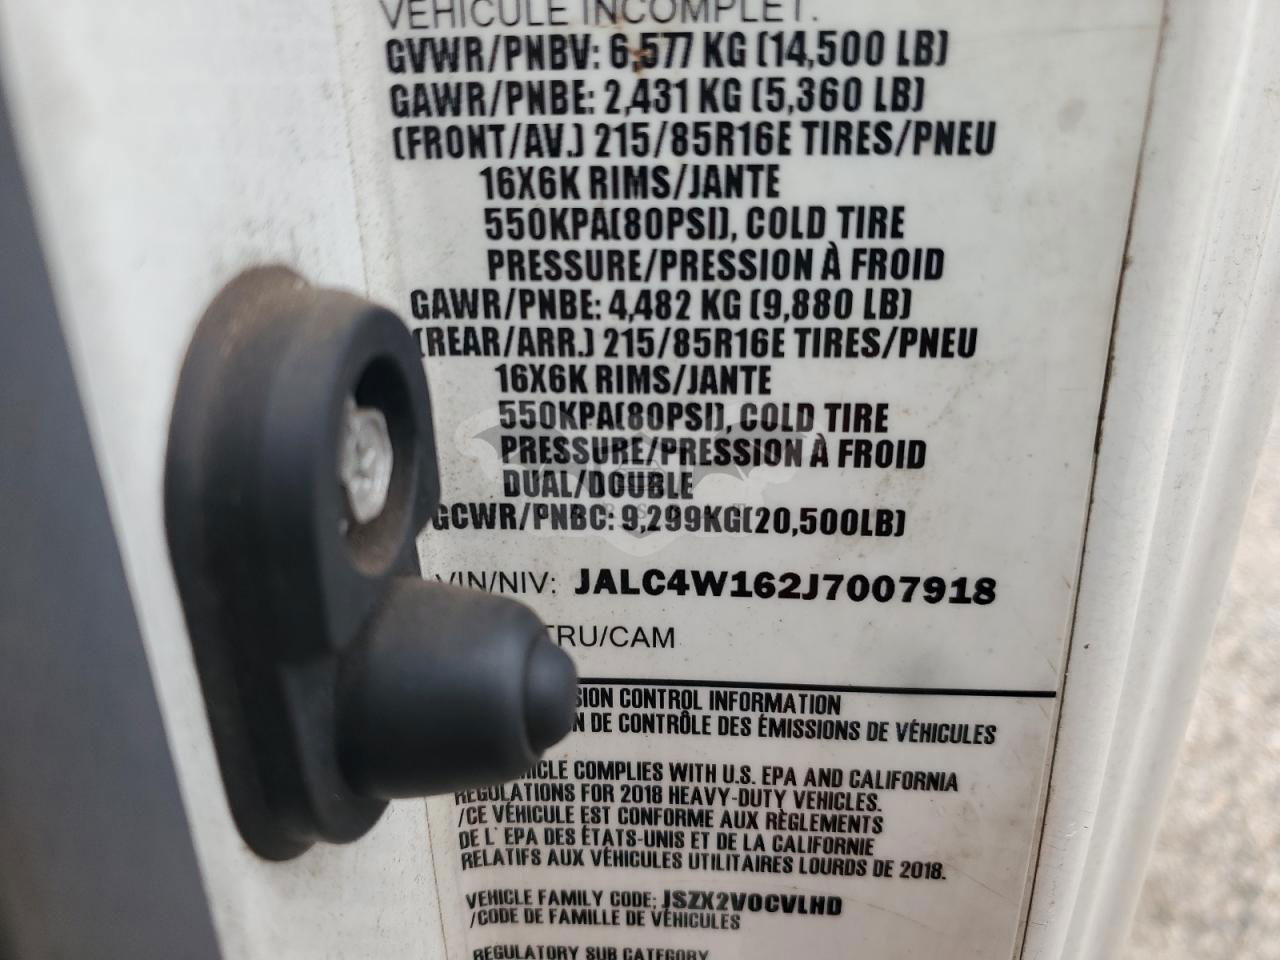 VEHICULE INCOMPLET.
GVWR/PNBV: 6,577 KG (14,500 LB)
GAWR/PNBE: 2,431 KG (5,360 LB)
(FRONT/AV.) 215/85R16E TIRES/PNEU
16X6K RIMS/JANTE
550KPA(80PSI), COLD TIRE
PRESSURE/PRESSION À FROID
GAWR/PNBE: 4,482 KG (9,880 LB)
(REAR/ARR.) 215/85R16E TIRES/PNEU
16X6K RIMS/JANTE
550KPA(80PSI), COLD TIRE
PRESSURE/PRESSION À FROID
DUAL/DOUBLE
GCWR/PNBC: 9,299KG(20,500LB)
VIN/NIV: JALC4W162J7007918
TRU/CAM
CONTROL INFORMATION
DE CONTRÔLE DES ÉMISSIONS DE VÉHICULES
COMPLIES WITH U.S. EPA AND CALIFORNIA
REGULATIONS FOR 2018 HEAVY-DUTY VEHICLES.
/CE VÉHICULE EST CONFORME AUX RÈGLEMENTS
DE L' EPA DES ÉTATS-UNIS ET DE LA CALIFORNIE
RELATIFS AUX VÉHICULES UTILITAIRES LOURDS DE 2018.
VEHICLE FAMILY CODE: JSZX2VOCVLHD
/CODE DE FAMILLE DE VÉHICULES
REGULATORY SUB CATEGORY